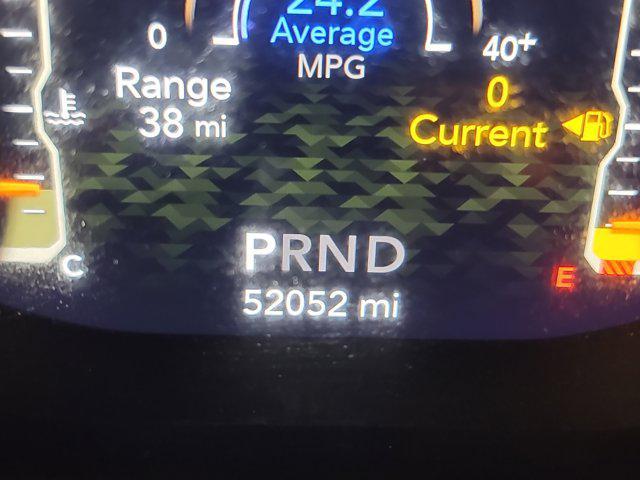 24.2
Average
MPG
0
40+
Range
38 mi
0
Current
C
E
PRND
52052 mi